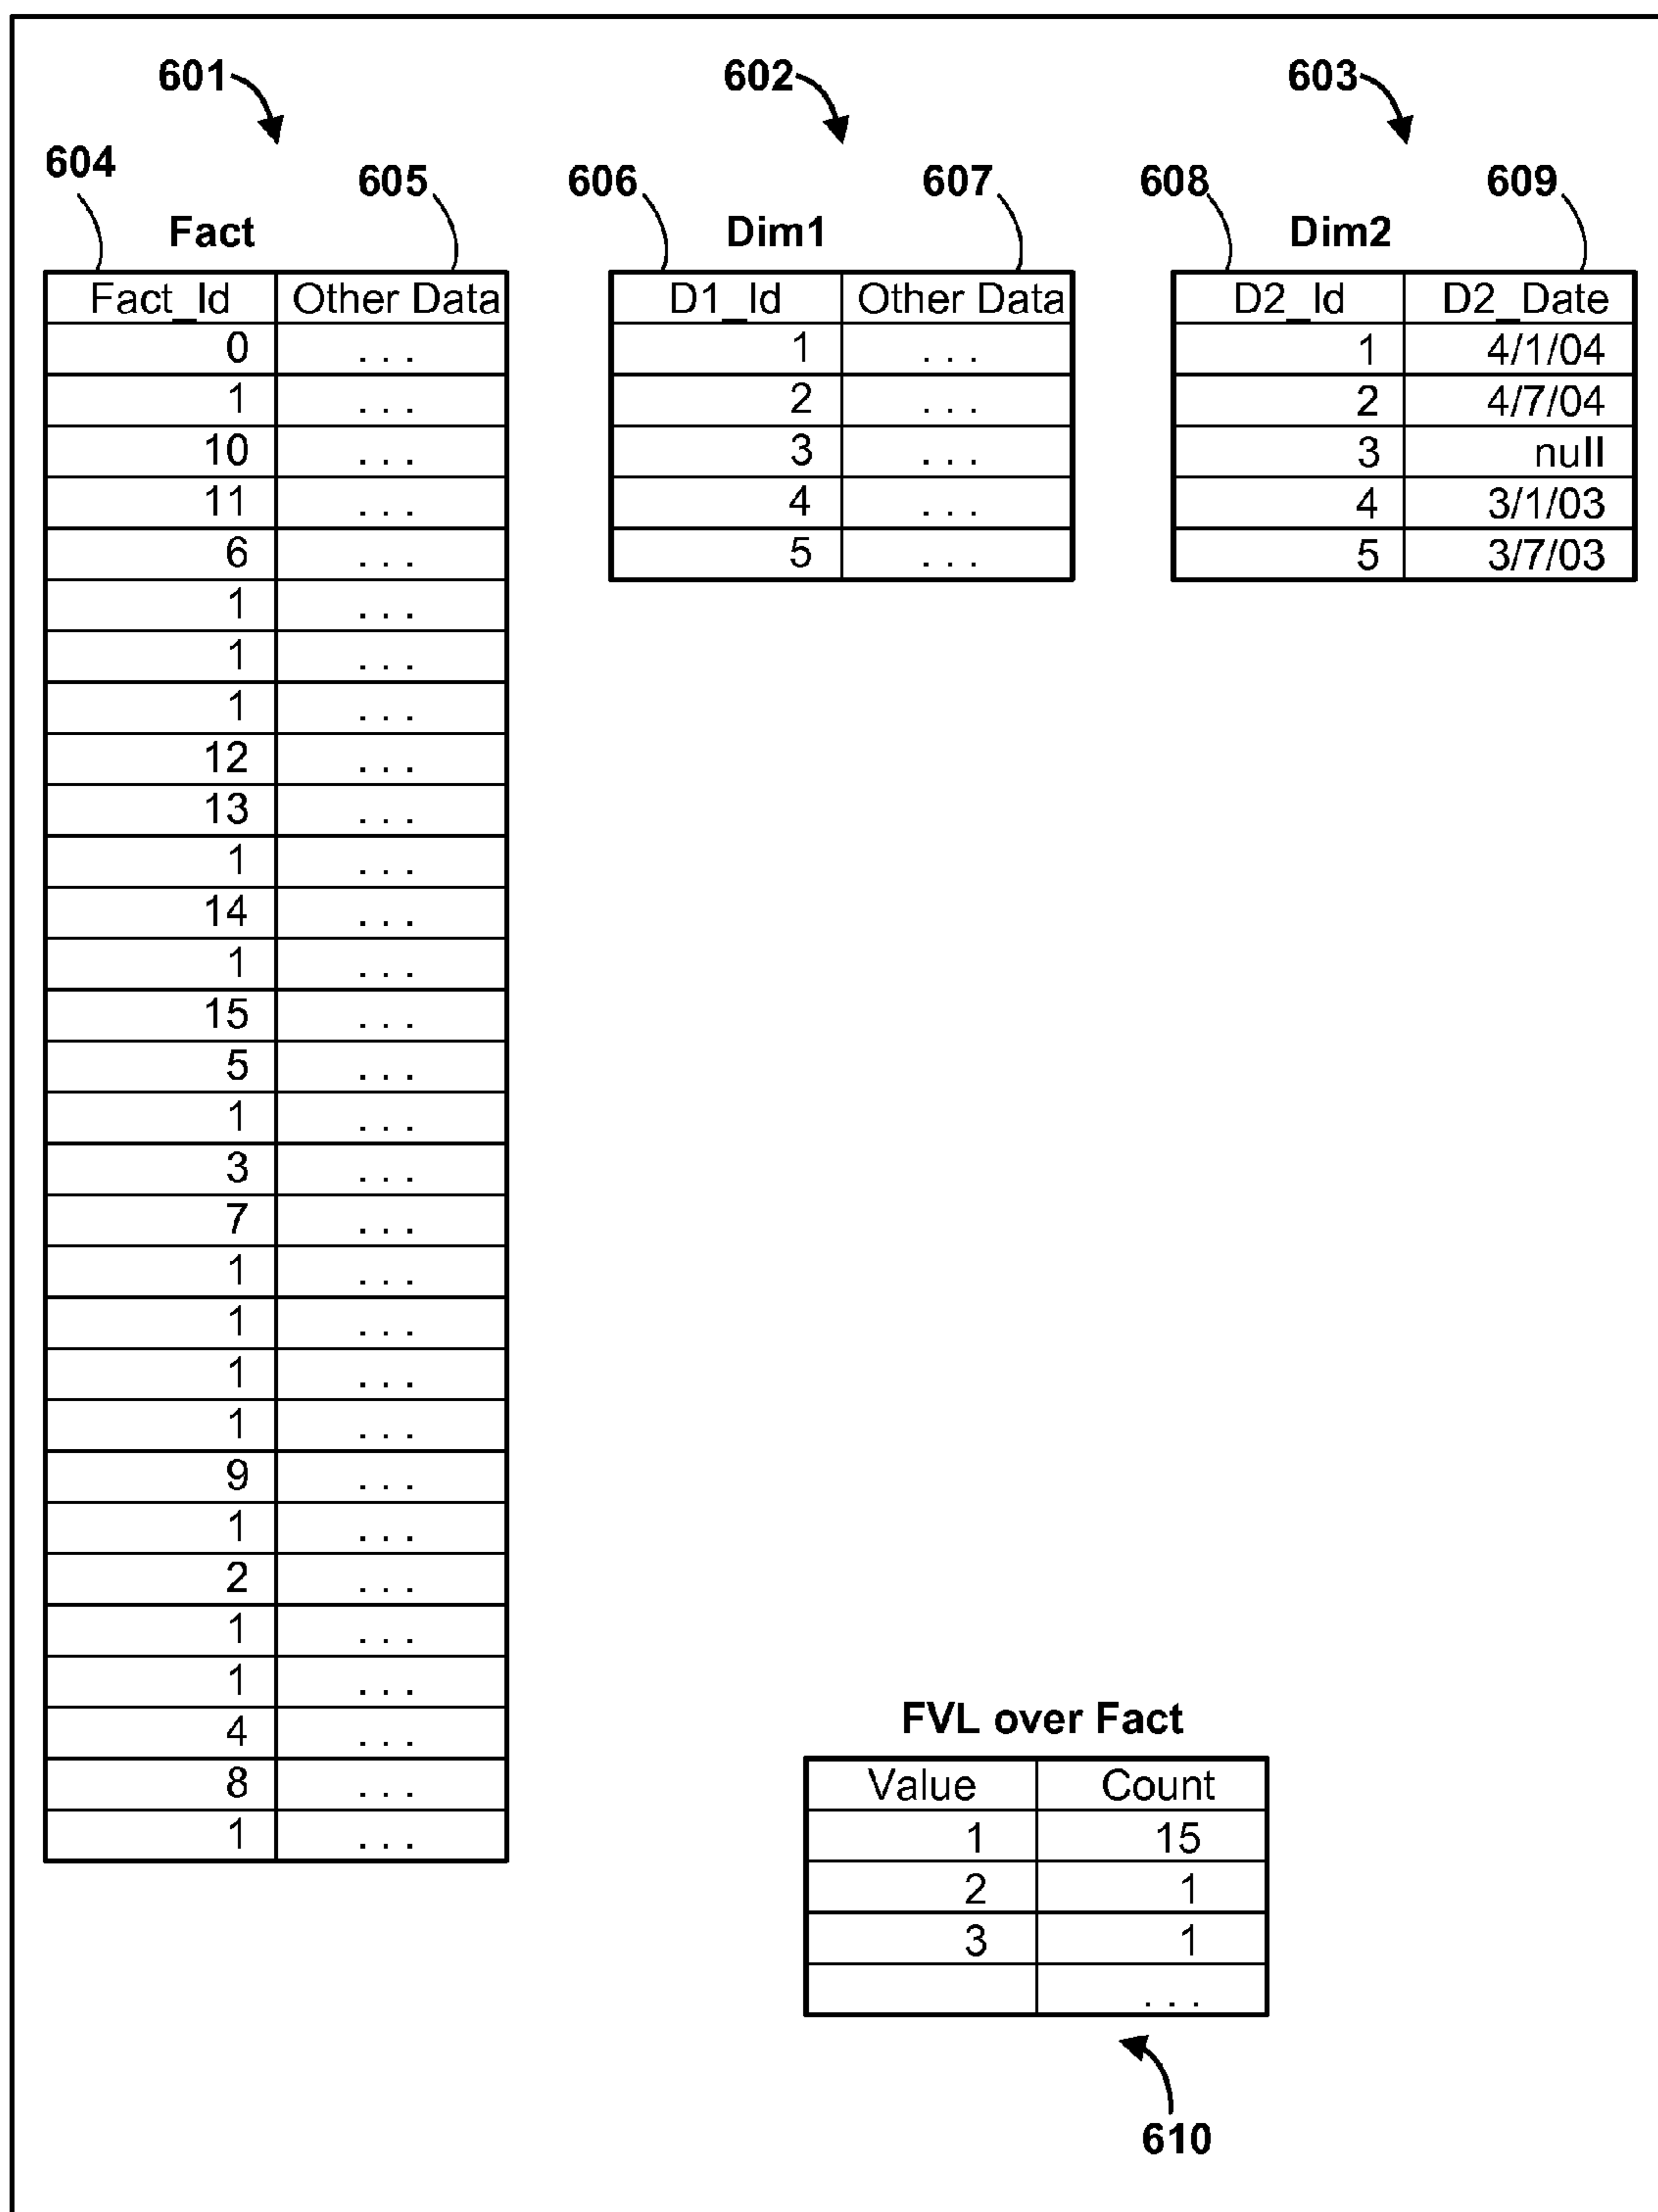 601 602 603
604 605 606 607 608 609
Fact Dim1 Dim2
Fact_Id Other Data D1_Id Other Data D2_Id D2_Date
0 ... 1 ... 1 4/1/04
1 ... 2 ... 2 4/7/04
10 ... 3 ... 3 null
11 ... 4 ... 4 3/1/03
6 ... 5 ... 5 3/7/03
1 ...
1 ...
1 ...
12 ...
13 ...
1 ...
14 ...
1 ...
15 ...
5 ...
1 ...
3 ...
7 ...
1 ...
1 ...
1 ...
1 ...
9 ...
1 ...
2 ...
1 ...
1 ...
4 ...
8 ...
1 ...
FVL over Fact
Value Count
1 15
2 1
3 1
...
610